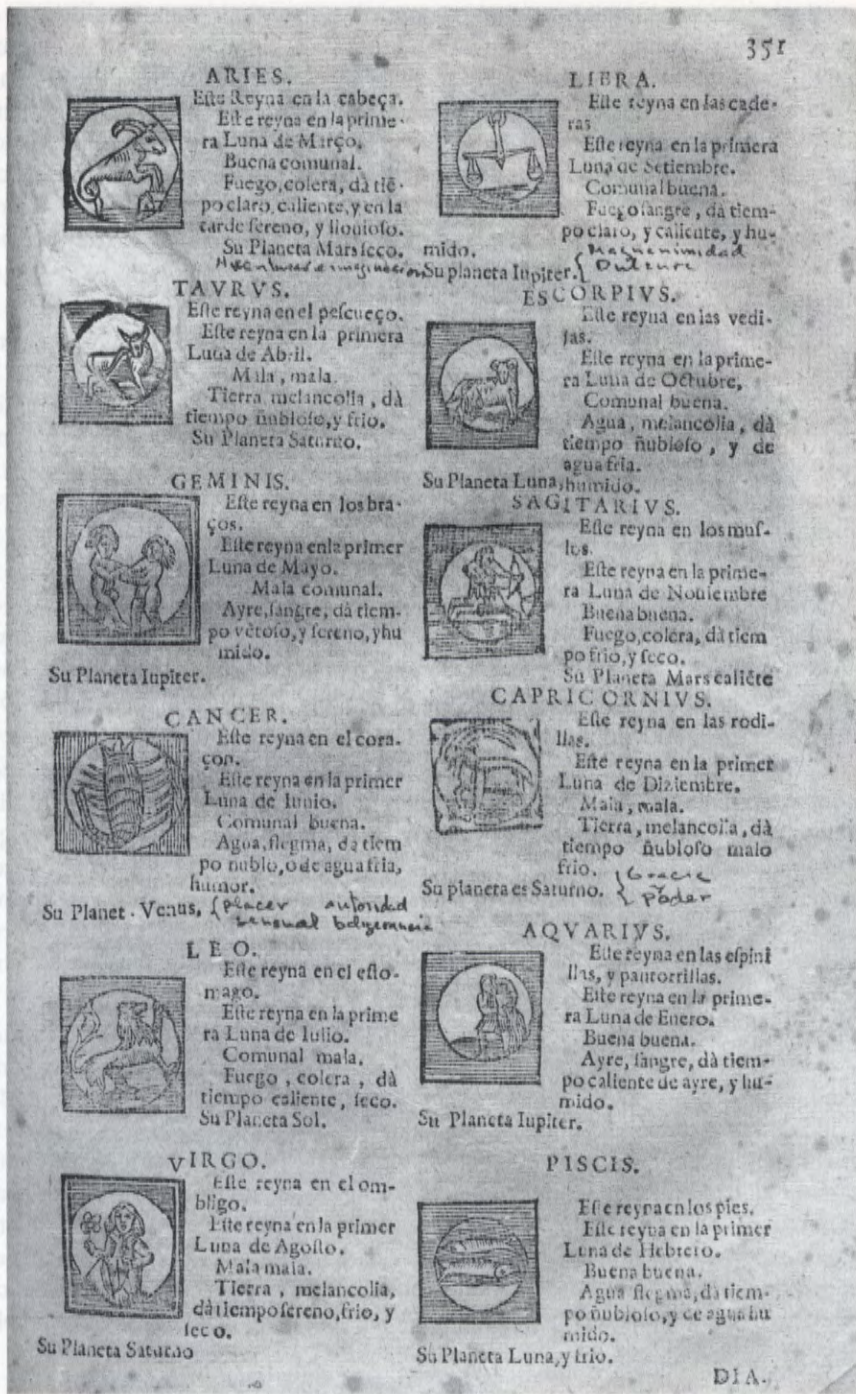 351
ARIES.
Eſte Reyna en la cabeça.
Eſte reyna en la prime-
ra Luna de Março.
Buena comunal.
Fuego, colera, dà tiē-
po claro, caliente, y en la
tarde ſereno, y llouioſo.
Su Planeta Mars ſeco.
imaginacion
TAVRVS.
Eſte reyna en el peſcueço.
Eſte reyna en la primera
Luna de Abril.
Mala, mala.
Tierra melancolia, dà
tiempo ñubloſo, y frio.
Su Planeta Saturno.
GEMINIS.
Eſte reyna en los bra-
ços.
Eſte reyna en la primer
Luna de Mayo.
Mala comunal.
Ayre, ſangre, dà tiem-
po vētoſo, y ſereno, y hu
mido.
Su Planeta Iupiter.
CANCER.
Eſte reyna en el cora-
çon.
Eſte reyna en la primer
Luna de Iunio.
Comunal buena.
Agua, flegma, da tiem
po nublo, o de agua fria,
humor.
Su Planet. Venus, { placer autoridad
sensual beligerancia
LEO.
Eſte reyna en el eſto-
mago.
Eſte reyna en la prime
ra Luna de Iulio.
Comunal mala.
Fuego, colera, dà
tiempo caliente, ſeco.
Su Planeta Sol.
VIRGO.
Eſte reyna en el om-
bligo.
Eſte reyna en la primer
Luna de Agoſto.
Mala mala.
Tierra, melancolia,
dà tiempo ſereno, frio, y
ſeco.
Su Planeta Saturno
LIBRA.
Eſte reyna en las cade-
ras
Eſte reyna en la primera
Luna de Setiembre.
Comunal buena.
Fuego ſangre, dà tiem-
po claro, y caliente, y hu-
mido.
Su planeta Iupiter. { Magnanimidad
Dulzura
ESCORPIVS.
Eſte reyna en las vedi-
jas.
Eſte reyna en la prime-
ra Luna de Octubre,
Comunal buena.
Agua, melancolia, dà
tiempo ñubloſo, y de
agua fria.
Su Planeta Luna, humido.
SAGITARIVS.
Eſte reyna en los muſ-
los.
Eſte reyna en la prime-
ra Luna de Nouiembre
Buena buena.
Fuego, colera, dà tiem
po frio, y ſeco.
Su Planeta Mars caliēte
CAPRICORNIVS.
Eſte reyna en las rodi-
llas.
Eſte reyna en la primer
Luna de Diziembre.
Mala, mala.
Tierra, melancolia, dà
tiempo ñubloſo malo
frio.
Su planeta es Saturno. { Gracia
y
Poder
AQVARIVS.
Eſte reyna en las eſpini
llas, y pantorrillas.
Eſte reyna en la prime-
ra Luna de Enero.
Buena buena.
Ayre, ſangre, dà tiem-
po caliente de ayre, y hu-
mido.
Su Planeta Iupiter.
PISCIS.
Eſte reyna en los pies.
Eſte reyna en la primer
Luna de Hebrero.
Buena buena.
Agua flegma, dà tiem-
po ñubloſo, y de agua hu
mido.
Su Planeta Luna, y frio.
DIA.